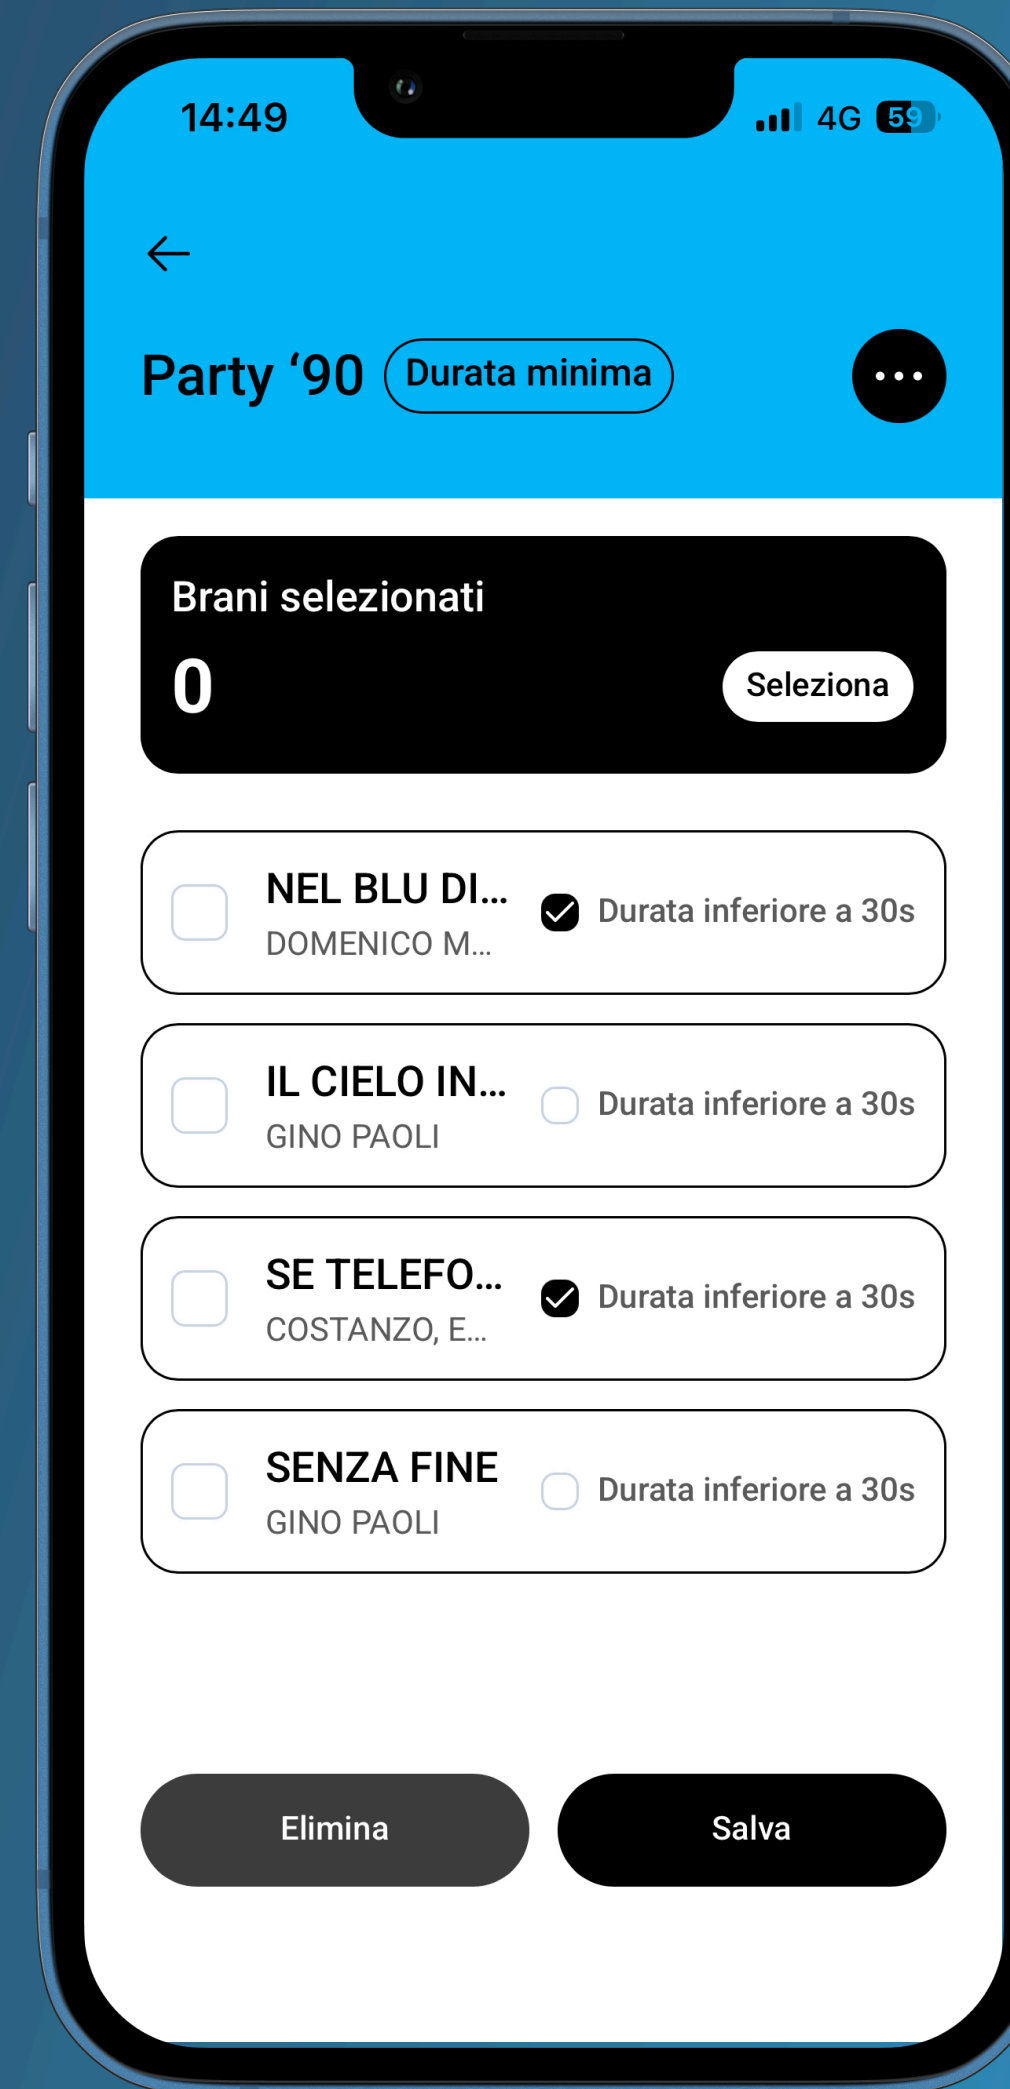 14:49
4G 59
Party ‘90 Durata minima
Brani selezionati
0
Seleziona
NEL BLU DI...
DOMENICO M...
Durata inferiore a 30s
IL CIELO IN...
GINO PAOLI
Durata inferiore a 30s
SE TELEFO...
COSTANZO, E...
Durata inferiore a 30s
SENZA FINE
GINO PAOLI
Durata inferiore a 30s
Elimina
Salva